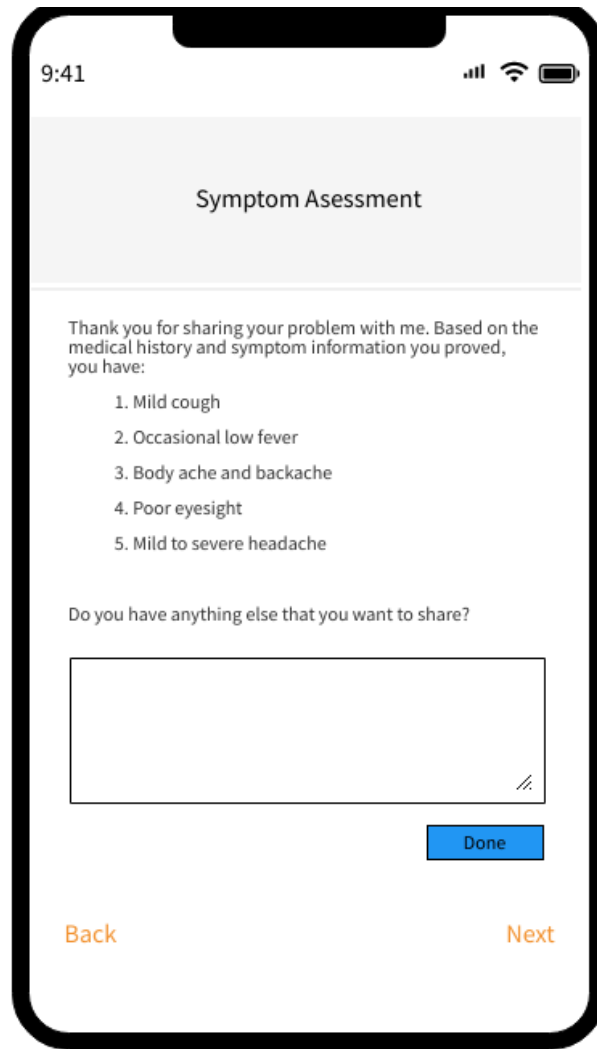 9:41
Symptom Asessment
Thank you for sharing your problem with me. Based on the
medical history and symptom information you proved,
you have:
1. Mild cough
2. Occasional low fever
3. Body ache and backache
4. Poor eyesight
5. Mild to severe headache
Do you have anything else that you want to share?
Done
Back
Next